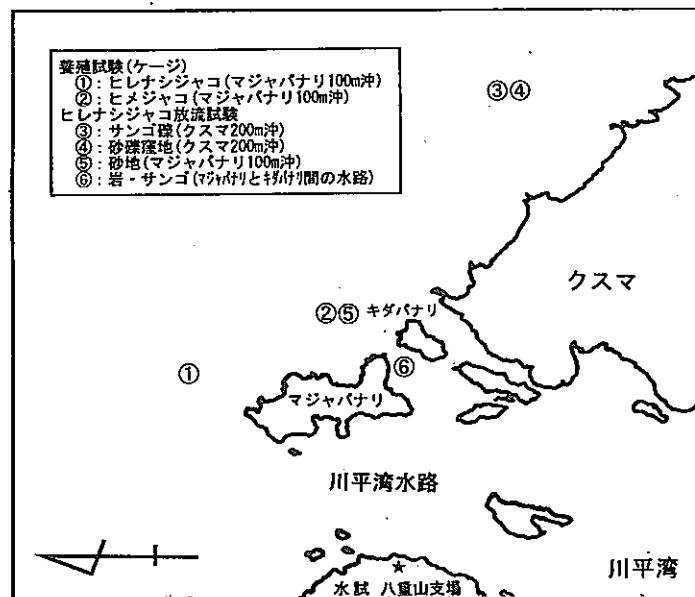 養殖試験(ケージ)
①:ヒレナシジャコ(マジャバナリ100m沖)
②:ヒメジャコ(マジャバナリ100m沖)
ヒレナシジャコ放流試験
③:サンゴ礫(クスマ200m沖)
④:砂礫窪地(クスマ200m沖)
⑤:砂地(マジャバナリ100m沖)
⑥:岩・サンゴ(マジャバナリとキダバナリ間の水路)
③④
クスマ
②⑤ キダバナリ
① ⑥
マジャバナリ
川平湾水路
川平湾
水試 八重山支場